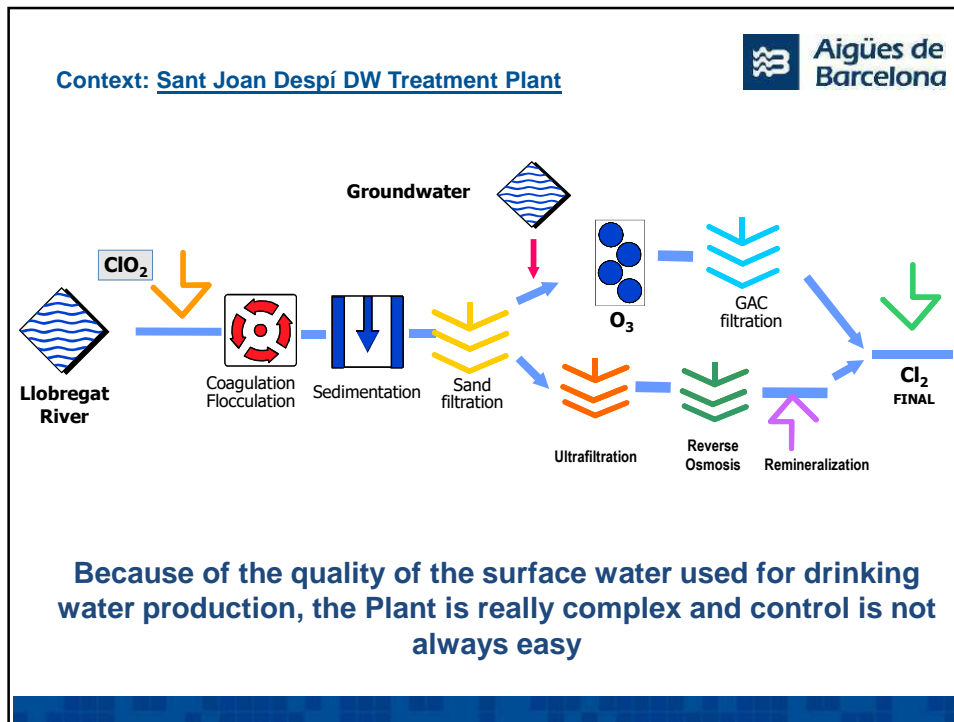 Context: Sant Joan Despí DW Treatment Plant
Aigües de
Barcelona
Groundwater
ClO₂
Llobregat
River
Coagulation
Flocculation
Sedimentation
Sand
filtration
O₃
GAC
filtration
Ultrafiltration
Reverse
Osmosis
Remineralization
Cl₂
FINAL
Because of the quality of the surface water used for drinking
water production, the Plant is really complex and control is not
always easy